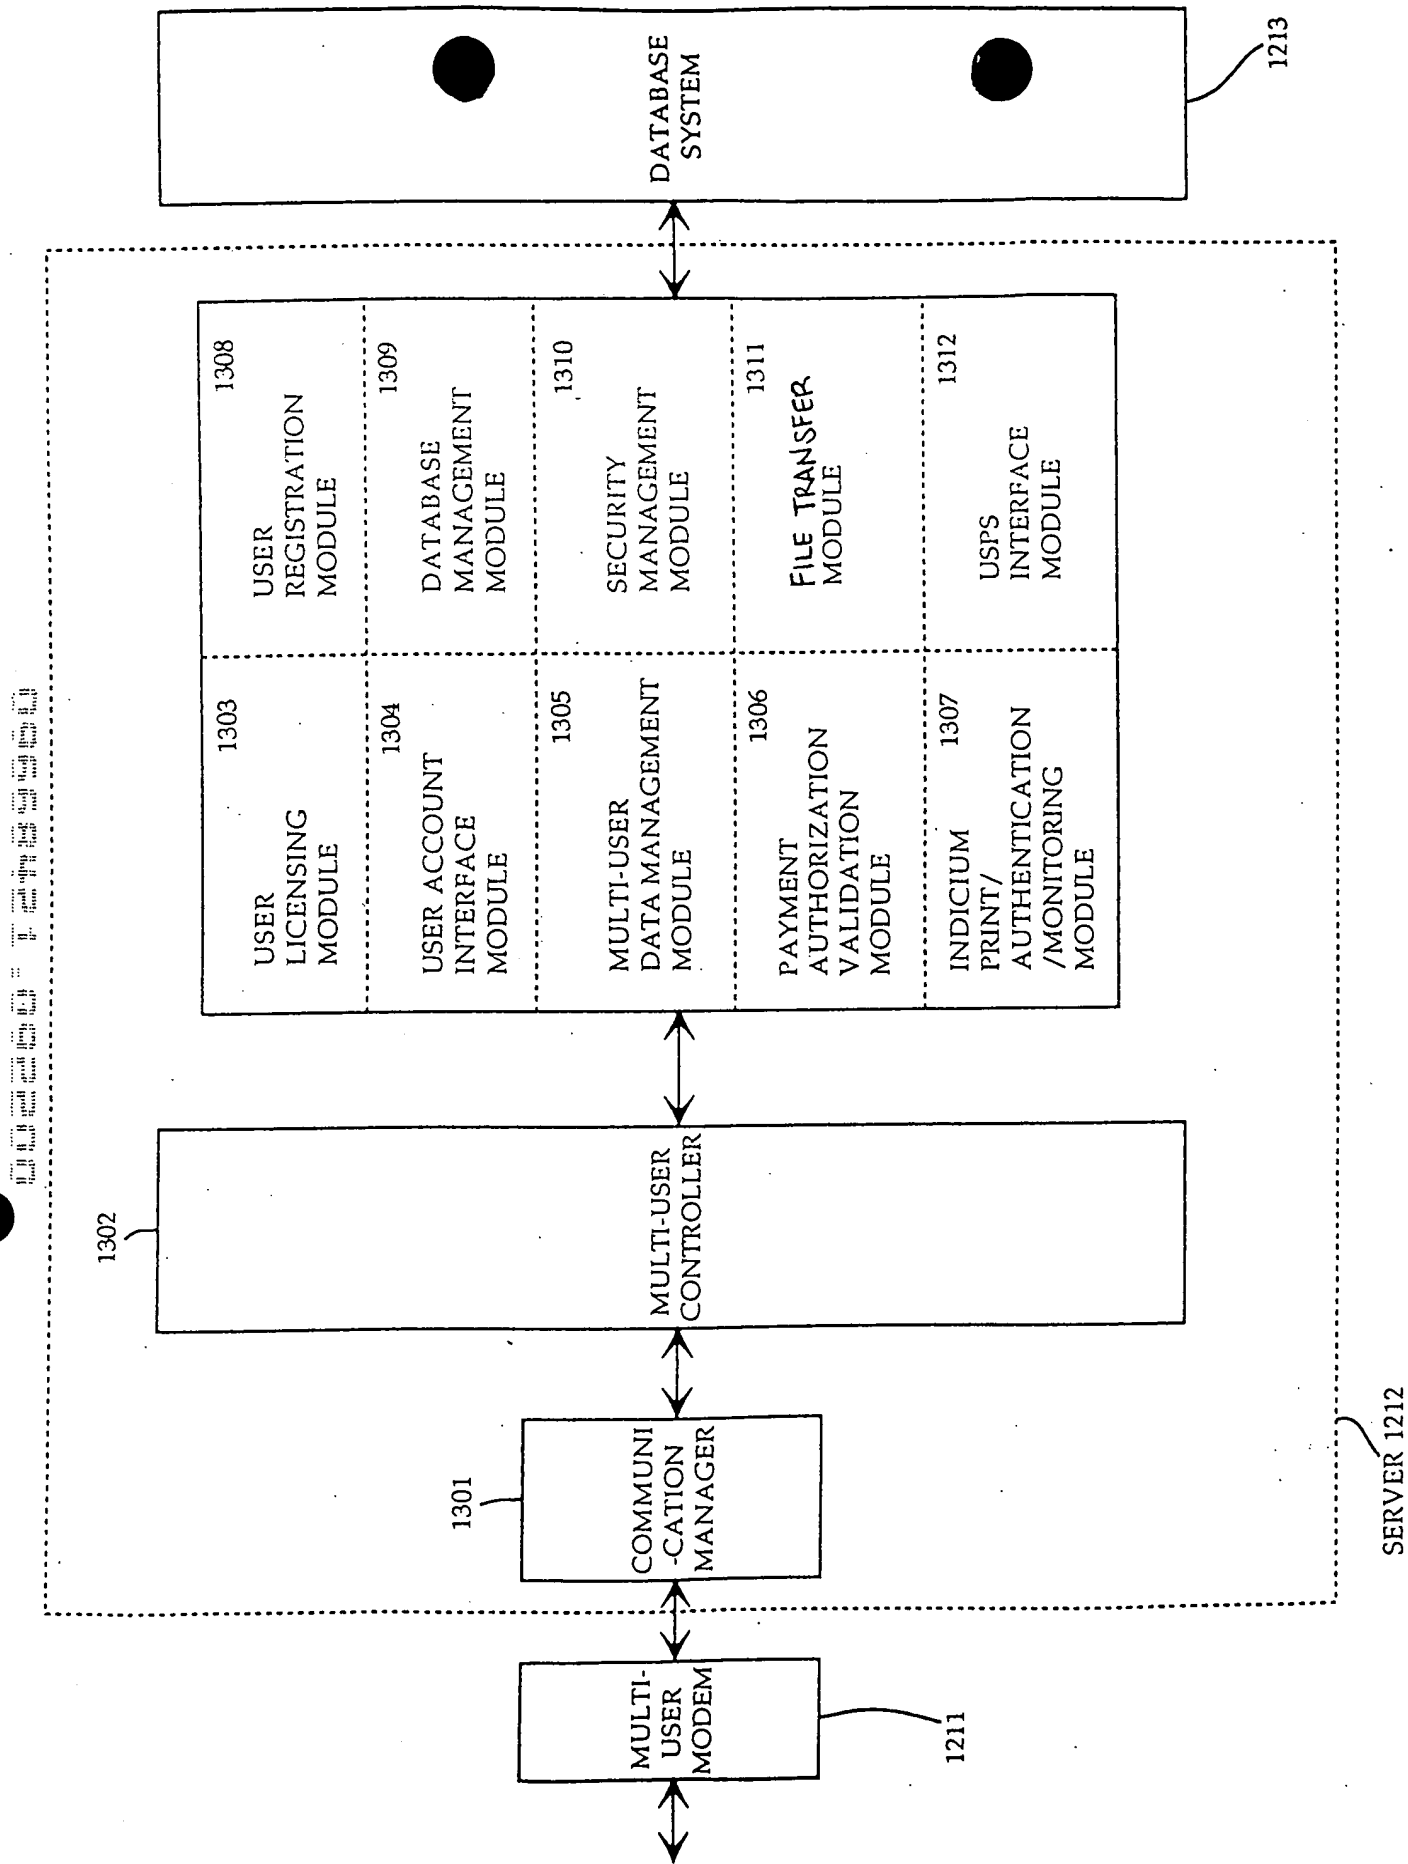 1302
1301
MULTI-
USER
MODEM
1211
COMMUNI
-CATION
MANAGER
MULTI-USER
CONTROLLER
USER
LICENSING
MODULE
1303
USER
REGISTRATION
MODULE
1308
USER ACCOUNT
INTERFACE
MODULE
1304
DATABASE
MANAGEMENT
MODULE
1309
MULTI-USER
DATA MANAGEMENT
MODULE
1305
SECURITY
MANAGEMENT
MODULE
1310
PAYMENT
AUTHORIZATION
VALIDATION
MODULE
1306
FILE TRANSFER
MODULE
1311
INDICIUM
PRINT/
AUTHENTICATION
/MONITORING
MODULE
1307
USPS
INTERFACE
MODULE
1312
DATABASE
SYSTEM
1213
SERVER 1212